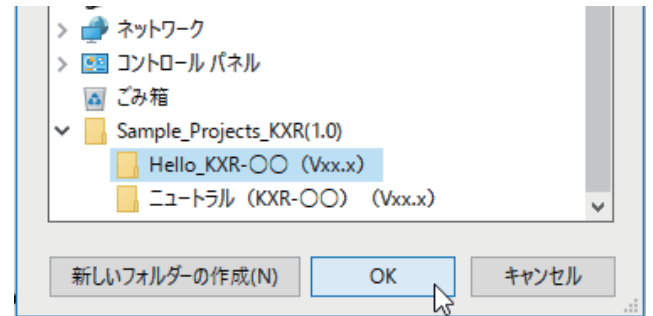 ネットワーク
コントロール パネル
ごみ箱
Sample_Projects_KXR(1.0)
Hello_KXR-〇〇（Vxx.x）
ニュートラル（KXR-〇〇）（Vxx.x）
新しいフォルダーの作成(N) OK キャンセル